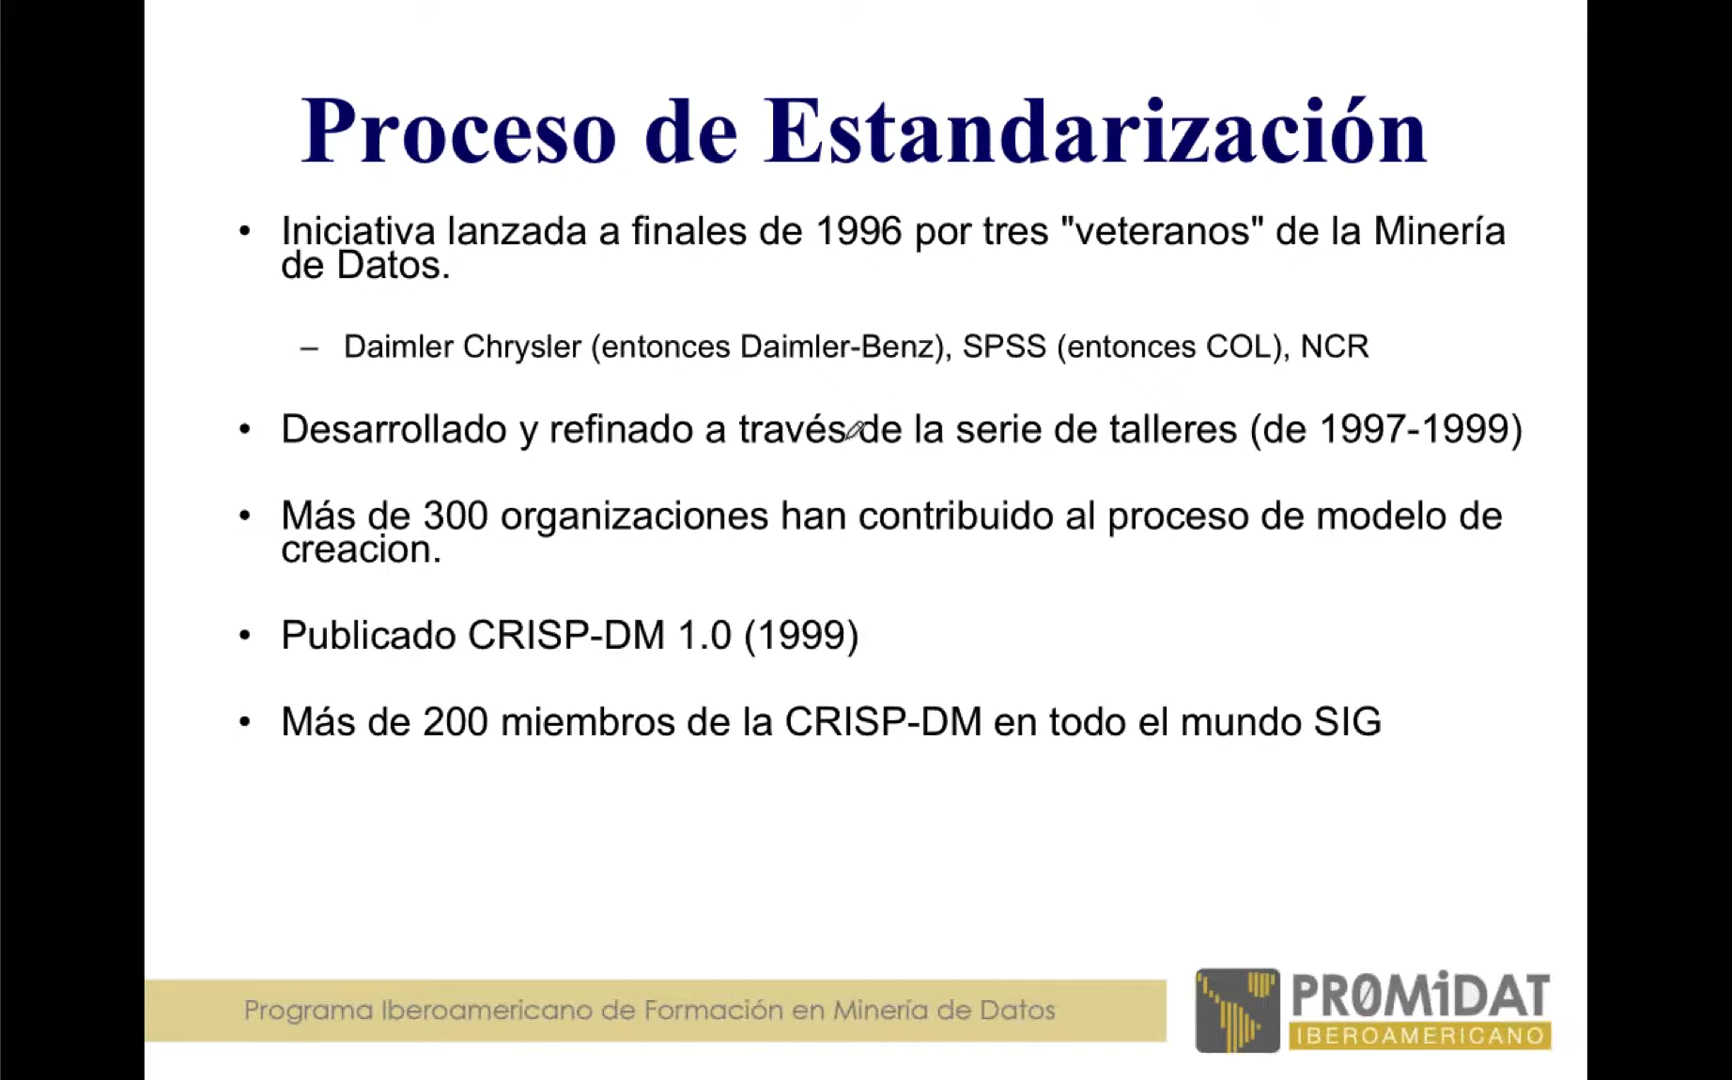 Proceso de Estandarización
• Iniciativa lanzada a finales de 1996 por tres "veteranos" de la Minería
de Datos.
– Daimler Chrysler (entonces Daimler-Benz), SPSS (entonces COL), NCR
• Desarrollado y refinado a través de la serie de talleres (de 1997-1999)
• Más de 300 organizaciones han contribuido al proceso de modelo de
creacion.
• Publicado CRISP-DM 1.0 (1999)
• Más de 200 miembros de la CRISP-DM en todo el mundo SIG
Programa Iberoamericano de Formación en Minería de Datos
PR0MiDAT
IBEROAMERICANO